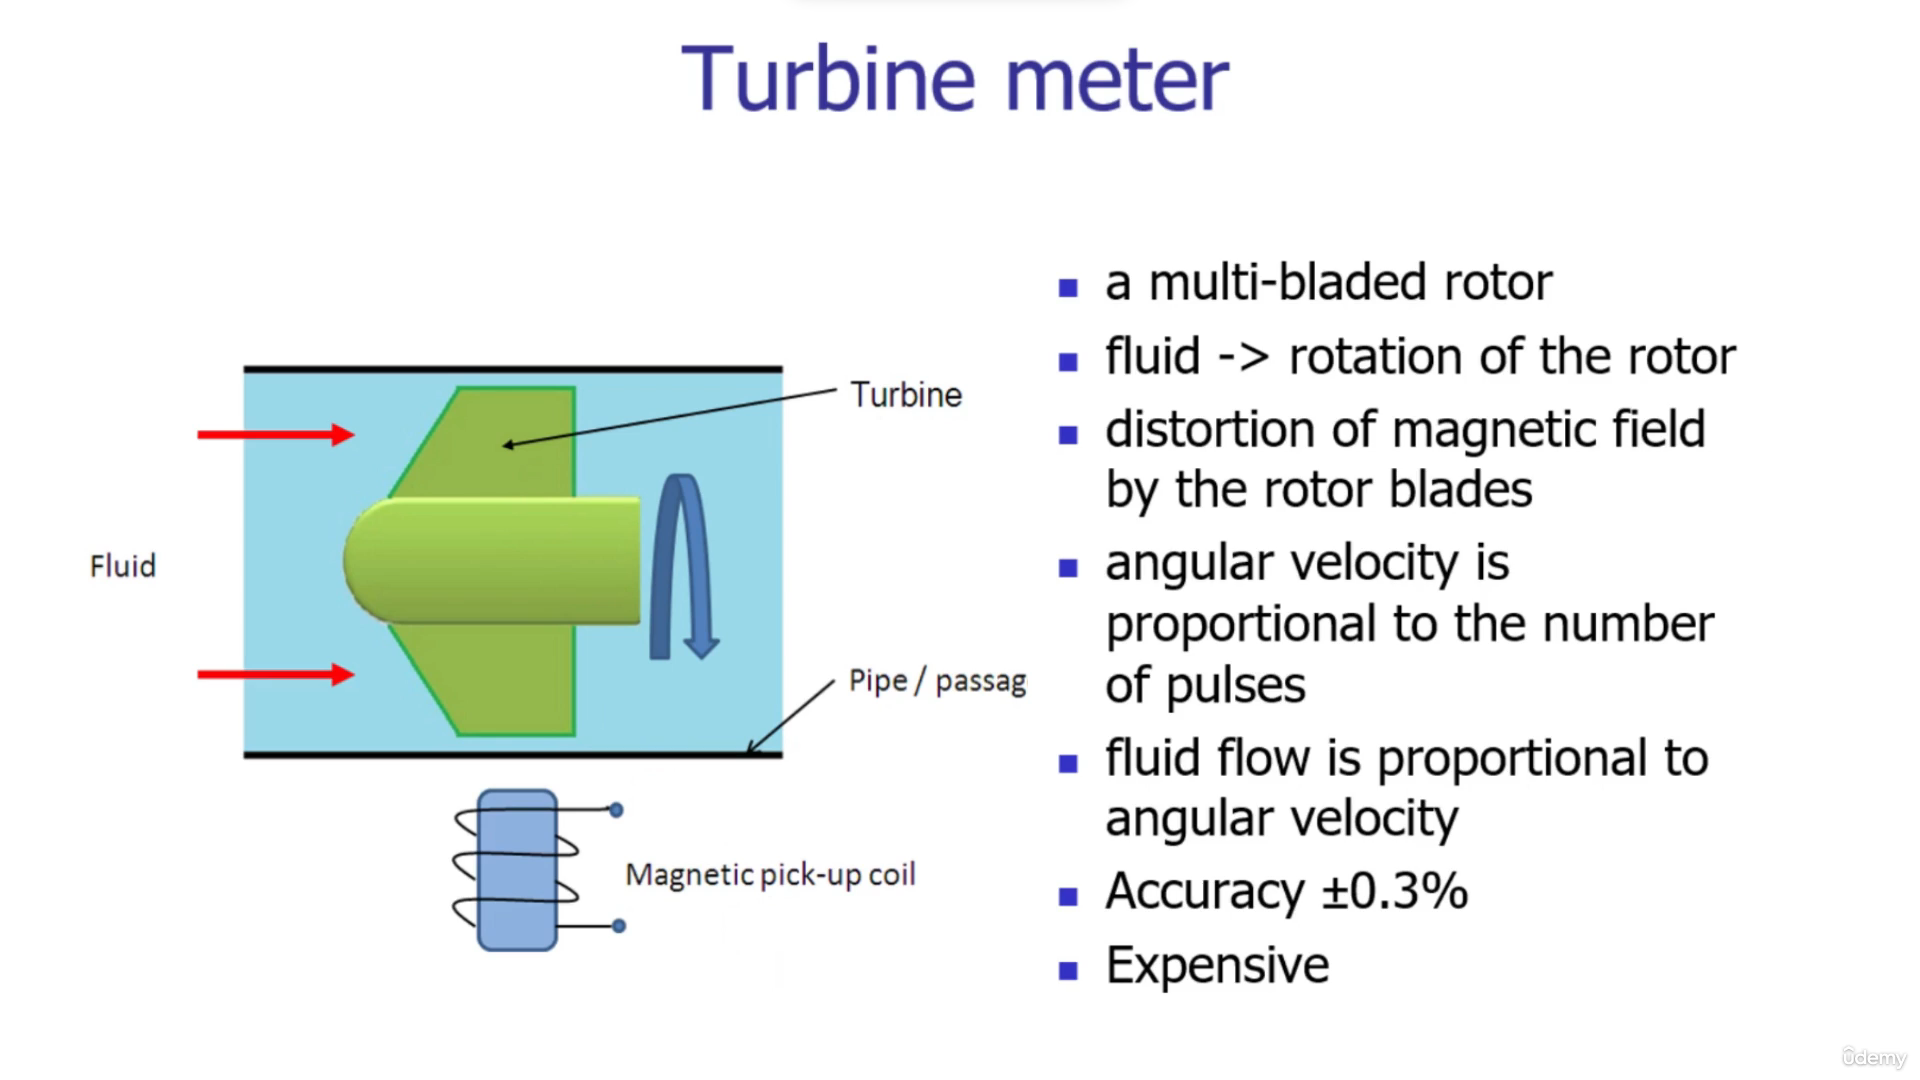 Turbine meter
Turbine
Fluid
Pipe / passag
Magnetic pick-up coil
■ a multi-bladed rotor
■ fluid -> rotation of the rotor
■ distortion of magnetic field
by the rotor blades
■ angular velocity is
proportional to the number
of pulses
■ fluid flow is proportional to
angular velocity
■ Accuracy ±0.3%
■ Expensive
ûdemy